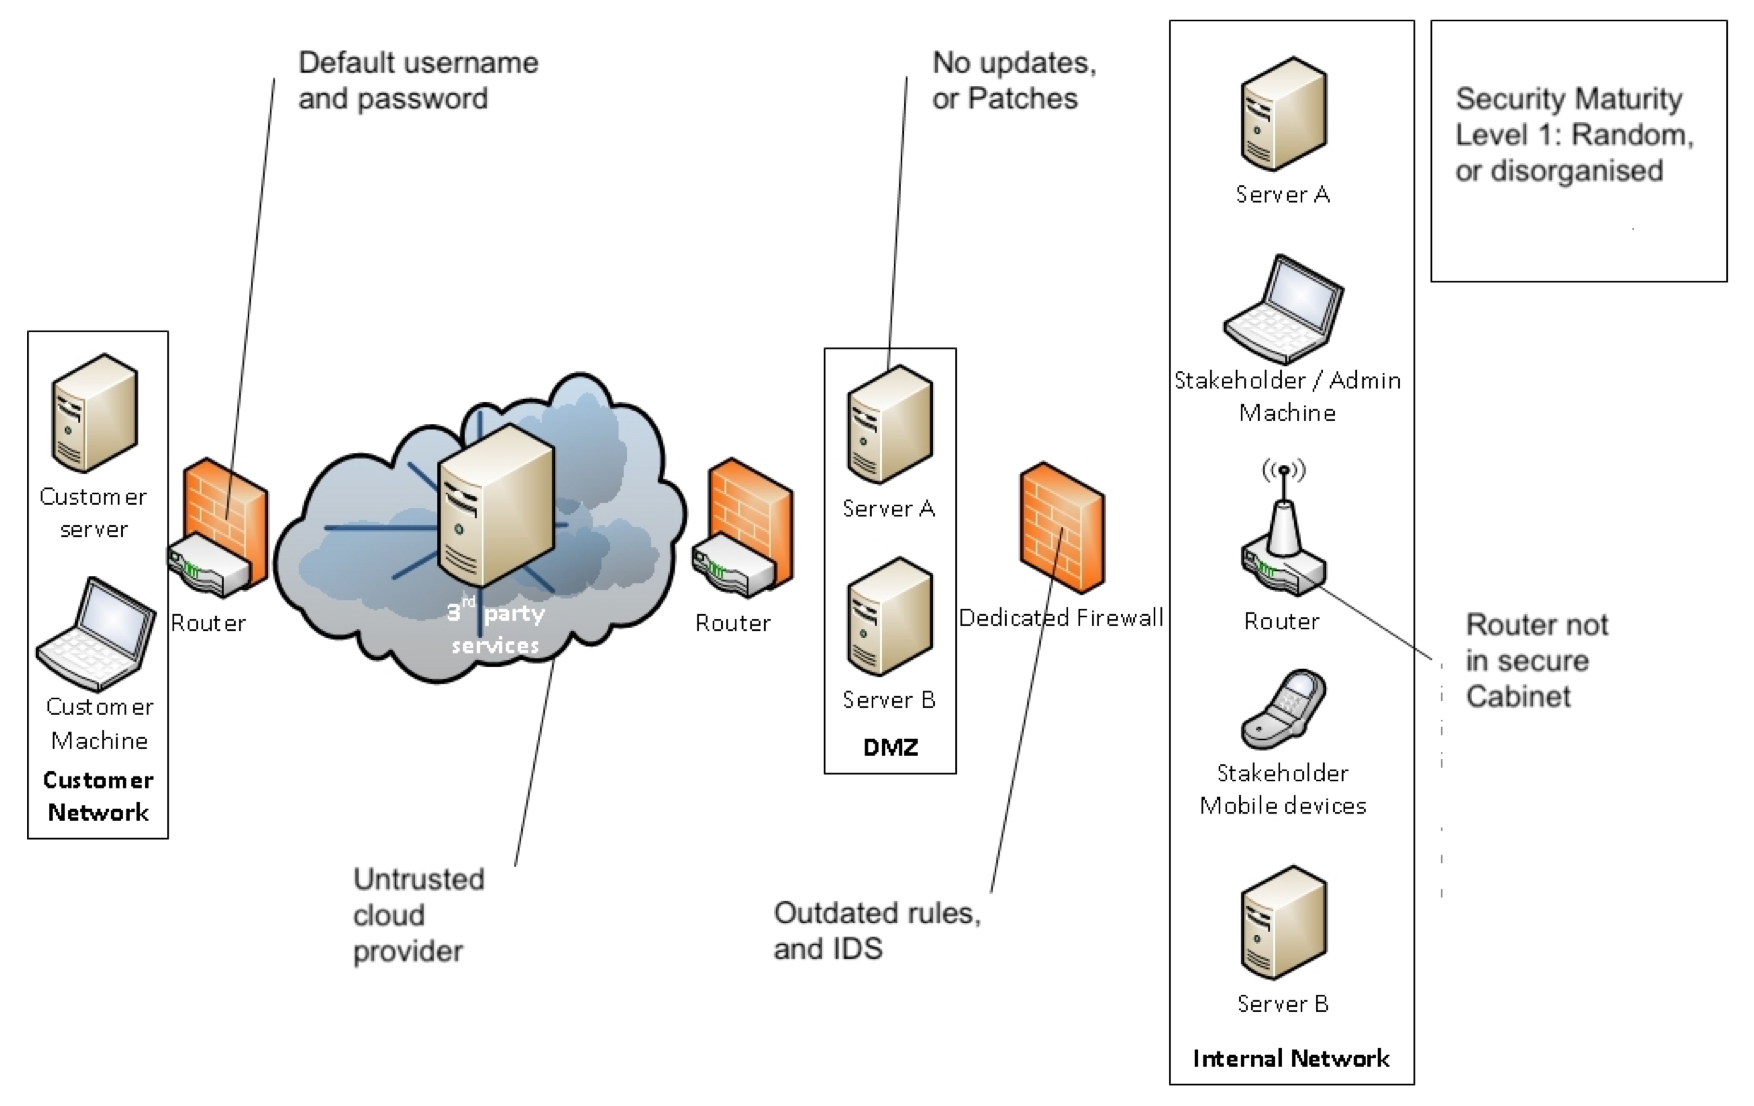 Default username
and password
No updates,
or Patches
Security Maturity
Level 1: Random,
or disorganised
Server A
Stakeholder / Admin
Machine
Customer
server
Router
Customer
Machine
Customer
Network
3rd party
services
Router
Server A
Server B
DMZ
Dedicated Firewall
Router
Router not
in secure
Cabinet
Stakeholder
Mobile devices
Untrusted
cloud
provider
Outdated rules,
and IDS
Server B
Internal Network